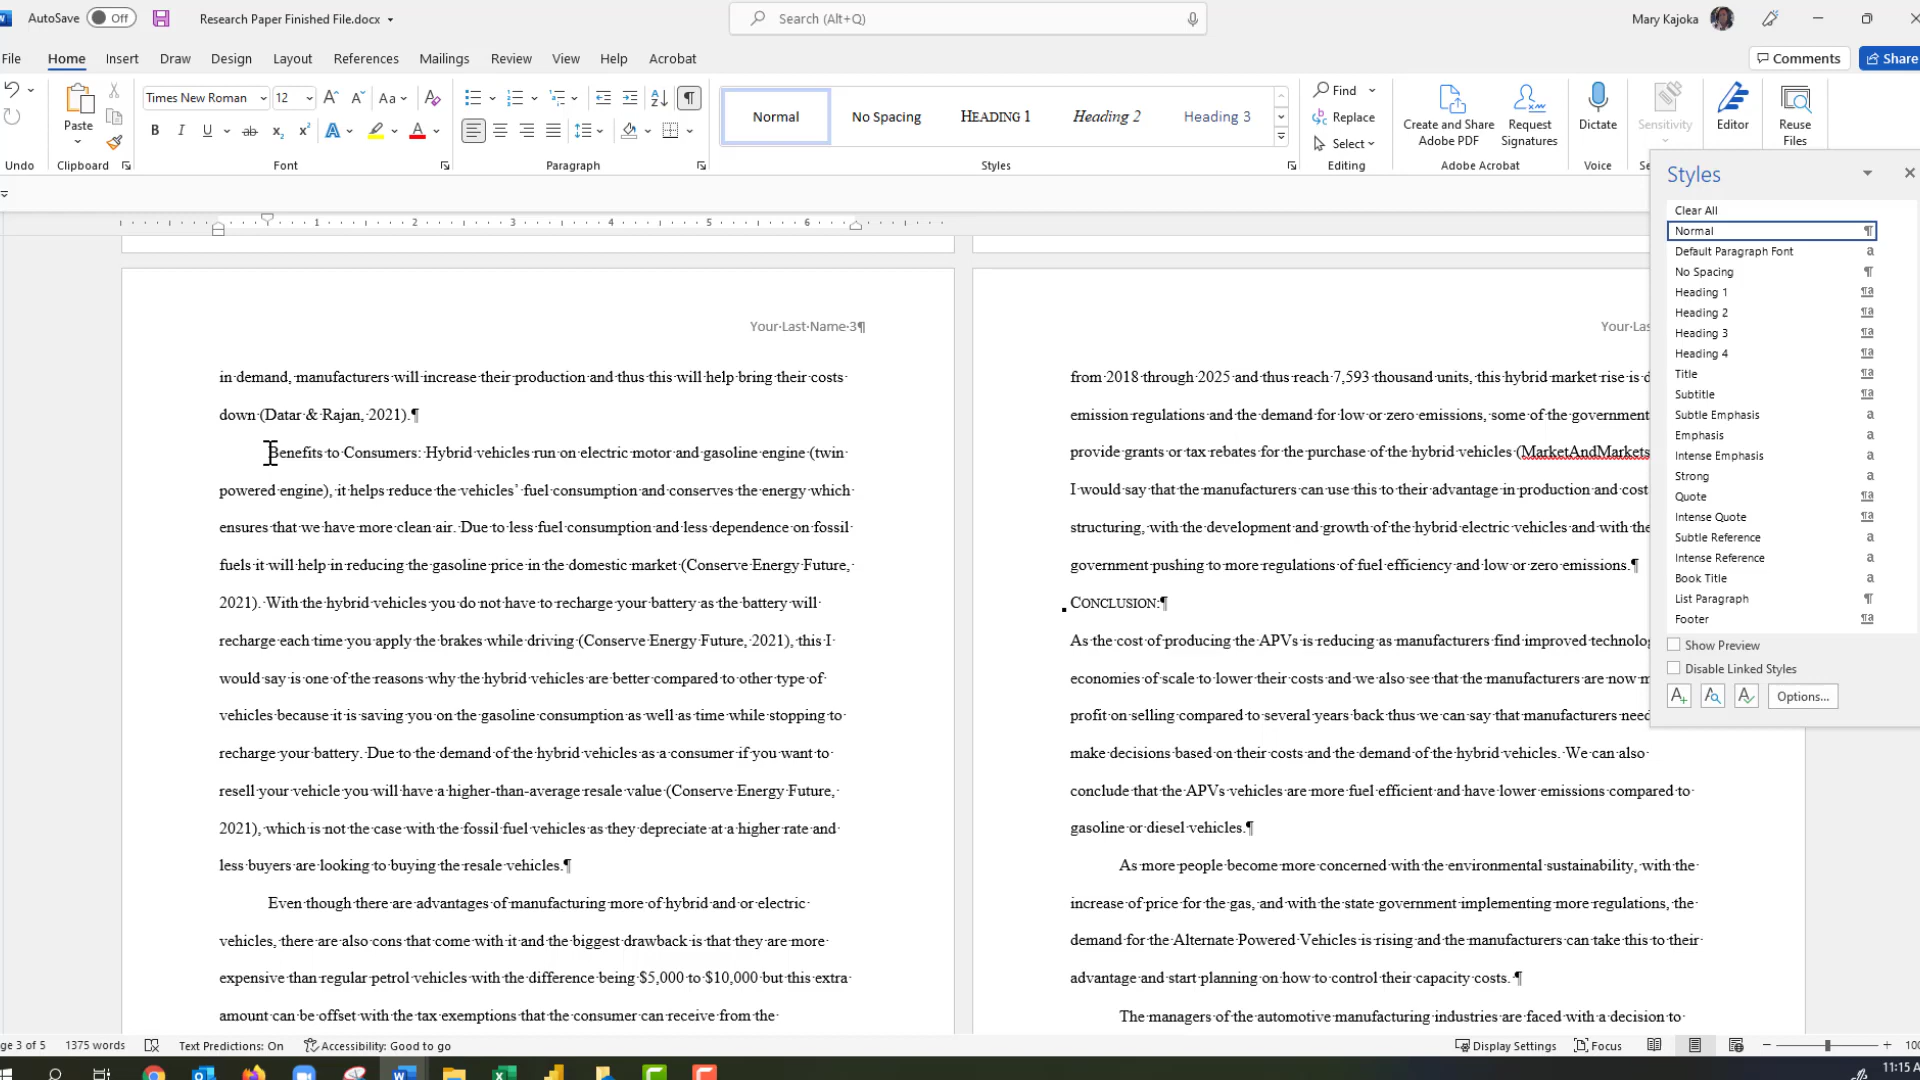 AutoSave Off Research Paper Finished File.docx Search (Alt+Q) Mary Kajoka
File Home Insert Draw Design Layout References Mailings Review View Help Acrobat Comments Share
Times New Roman 12 Aa
Paste
B I U ab x₂ x² A A
Normal No Spacing HEADING 1 Heading 2 Heading 3
Find
Replace
Select
Create and Share Adobe PDF
Request Signatures
Dictate
Sensitivity
Editor
Reuse Files
Undo Clipboard Font Paragraph Styles Editing Adobe Acrobat Voice Se
1 2 3 4 5 6
Your·Last·Name·3¶
in demand, manufacturers will increase their production and thus this will help bring their costs
down (Datar & Rajan, 2021).¶
Benefits to Consumers: Hybrid vehicles run on electric motor and gasoline engine (twin
powered engine), it helps reduce the vehicles’ fuel consumption and conserves the energy which
ensures that we have more clean air. Due to less fuel consumption and less dependence on fossil
fuels it will help in reducing the gasoline price in the domestic market (Conserve Energy Future,
2021). With the hybrid vehicles you do not have to recharge your battery as the battery will
recharge each time you apply the brakes while driving (Conserve Energy Future, 2021), this I
would say is one of the reasons why the hybrid vehicles are better compared to other type of
vehicles because it is saving you on the gasoline consumption as well as time while stopping to
recharge your battery. Due to the demand of the hybrid vehicles as a consumer if you want to
resell your vehicle you will have a higher-than-average resale value (Conserve Energy Future,
2021), which is not the case with the fossil fuel vehicles as they depreciate at a higher rate and
less buyers are looking to buying the resale vehicles.¶
Even though there are advantages of manufacturing more of hybrid and or electric
vehicles, there are also cons that come with it and the biggest drawback is that they are more
expensive than regular petrol vehicles with the difference being $5,000 to $10,000 but this extra
amount can be offset with the tax exemptions that the consumer can receive from the
Your·Las
from 2018 through 2025 and thus reach 7,593 thousand units, this hybrid market rise is d
emission regulations and the demand for low or zero emissions, some of the government
provide grants or tax rebates for the purchase of the hybrid vehicles (MarketAndMarkets
I would say that the manufacturers can use this to their advantage in production and cost
structuring, with the development and growth of the hybrid electric vehicles and with the
government pushing to more regulations of fuel efficiency and low or zero emissions.¶
CONCLUSION:¶
As the cost of producing the APVs is reducing as manufacturers find improved technolog
economies of scale to lower their costs and we also see that the manufacturers are now m
profit on selling compared to several years back thus we can say that manufacturers need
make decisions based on their costs and the demand of the hybrid vehicles. We can also
conclude that the APVs vehicles are more fuel efficient and have lower emissions compared to
gasoline or diesel vehicles.¶
As more people become more concerned with the environmental sustainability, with the
increase of price for the gas, and with the state government implementing more regulations, the
demand for the Alternate Powered Vehicles is rising and the manufacturers can take this to their
advantage and start planning on how to control their capacity costs. ¶
The managers of the automotive manufacturing industries are faced with a decision to
Styles
Clear All
Normal ¶
Default Paragraph Font a
No Spacing ¶
Heading 1 ¶a
Heading 2 ¶a
Heading 3 ¶a
Heading 4 ¶a
Title ¶a
Subtitle ¶a
Subtle Emphasis a
Emphasis a
Intense Emphasis a
Strong a
Quote ¶a
Intense Quote ¶a
Subtle Reference a
Intense Reference a
Book Title a
List Paragraph ¶
Footer ¶a
Show Preview
Disable Linked Styles
Options...
ge 3 of 5 1375 words Text Predictions: On Accessibility: Good to go Display Settings Focus 100
11:15 A